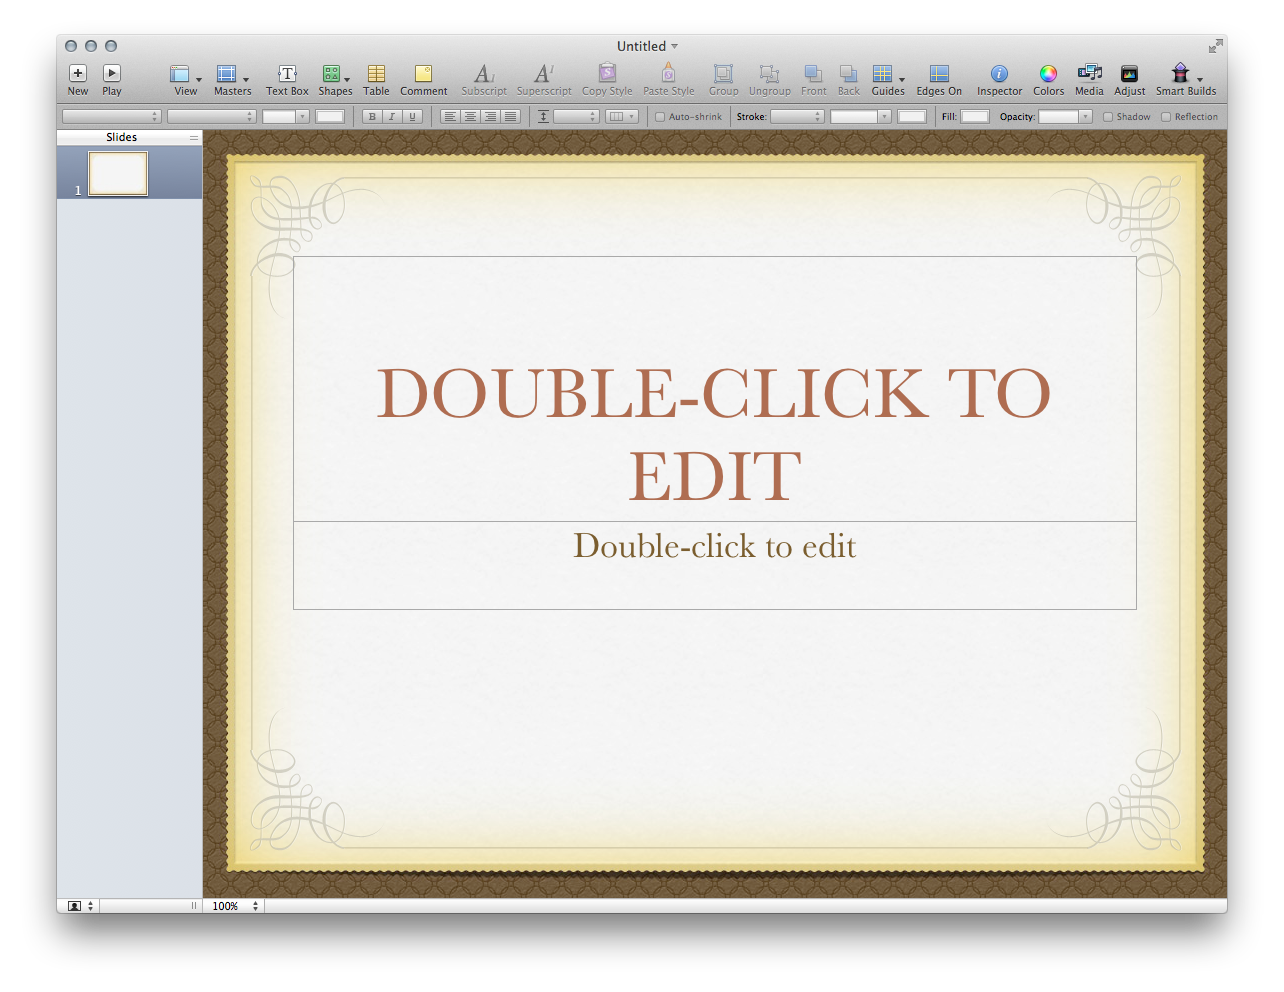 Untitled
New Play View Masters Text Box Shapes Table Comment Subscript Superscript Copy Style Paste Style Group Ungroup Front Back Guides Edges On Inspector Colors Media Adjust Smart Builds
B I U Auto-shrink Stroke: Fill: Opacity: Shadow Reflection
Slides
1
DOUBLE-CLICK TO
EDIT
Double-click to edit
100%